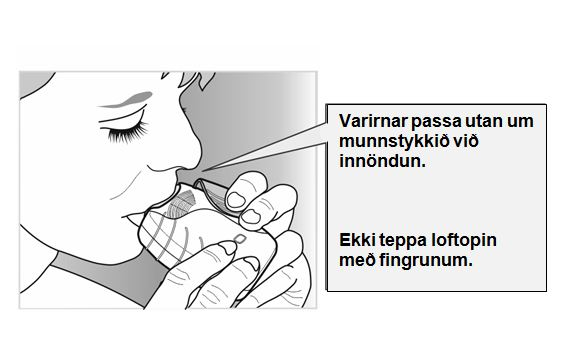 Varirnar passa utan um
munnstykkið við
innöndun.
Ekki teppa loftopin
með fingrunum.